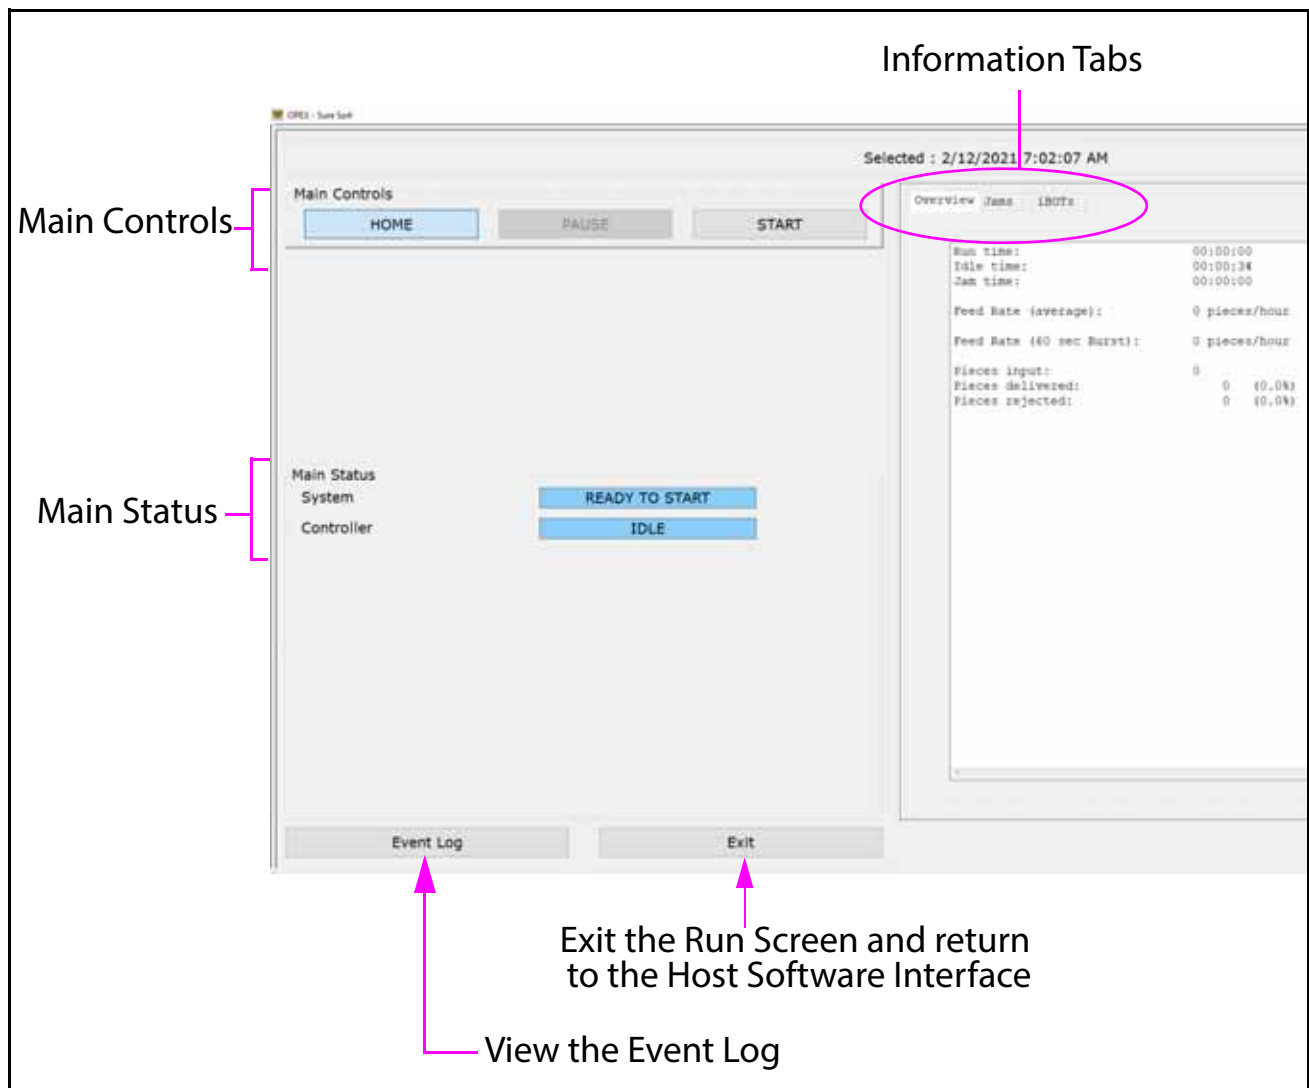 Information Tabs
OPEX - Sure Sort
Selected : 2/12/2021 7:02:07 AM
Main Controls
Main Controls
HOME PAUSE START
Overview Jams iBOTs
Run time: 00:00:00
Idle time: 00:00:34
Jam time: 00:00:00
Feed Rate (average): 0 pieces/hour
Feed Rate (60 sec Burst): 0 pieces/hour
Pieces input: 0
Pieces delivered: 0 (0.0%)
Pieces rejected: 0 (0.0%)
Main Status
Main Status
System READY TO START
Controller IDLE
Event Log Exit
Exit the Run Screen and return
to the Host Software Interface
View the Event Log